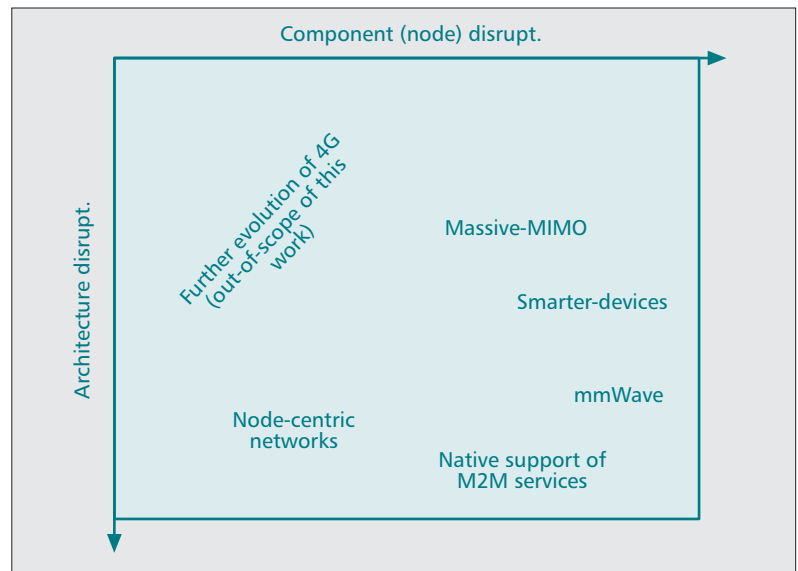 Component (node) disrupt.
Architecture disrupt.
Further evolution of 4G
(out-of-scope of this
work)
Massive-MIMO
Smarter-devices
mmWave
Node-centric
networks
Native support of
M2M services